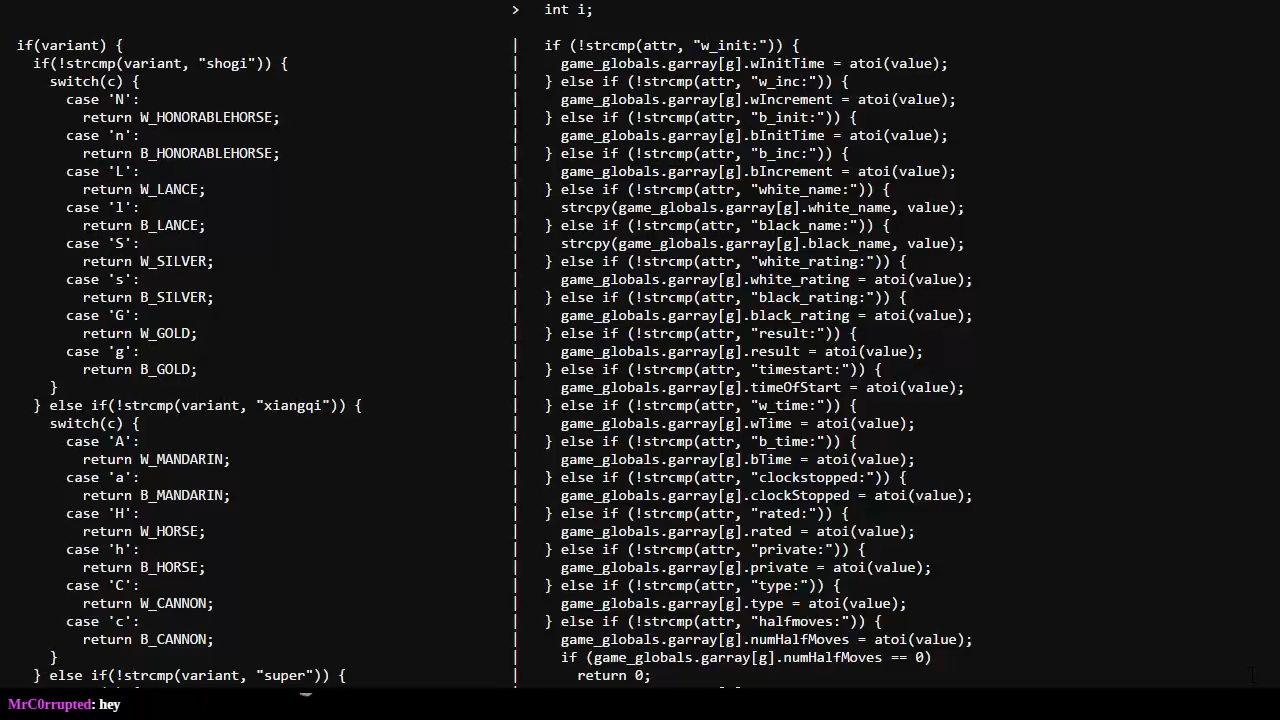 > int i;
if(variant) { | if (!strcmp(attr, "w_init:")) {
if(!strcmp(variant, "shogi")) { | game_globals.garray[g].wInitTime = atoi(value);
switch(c) { | } else if (!strcmp(attr, "w_inc:")) {
case 'N': | game_globals.garray[g].wIncrement = atoi(value);
return W_HONORABLEHORSE; | } else if (!strcmp(attr, "b_init:")) {
case 'n': | game_globals.garray[g].bInitTime = atoi(value);
return B_HONORABLEHORSE; | } else if (!strcmp(attr, "b_inc:")) {
case 'L': | game_globals.garray[g].bIncrement = atoi(value);
return W_LANCE; | } else if (!strcmp(attr, "white_name:")) {
case 'l': | strcpy(game_globals.garray[g].white_name, value);
return B_LANCE; | } else if (!strcmp(attr, "black_name:")) {
case 'S': | strcpy(game_globals.garray[g].black_name, value);
return W_SILVER; | } else if (!strcmp(attr, "white_rating:")) {
case 's': | game_globals.garray[g].white_rating = atoi(value);
return B_SILVER; | } else if (!strcmp(attr, "black_rating:")) {
case 'G': | game_globals.garray[g].black_rating = atoi(value);
return W_GOLD; | } else if (!strcmp(attr, "result:")) {
case 'g': | game_globals.garray[g].result = atoi(value);
return B_GOLD; | } else if (!strcmp(attr, "timestart:")) {
} | game_globals.garray[g].timeOfStart = atoi(value);
} else if(!strcmp(variant, "xiangqi")) { | } else if (!strcmp(attr, "w_time:")) {
switch(c) { | game_globals.garray[g].wTime = atoi(value);
case 'A': | } else if (!strcmp(attr, "b_time:")) {
return W_MANDARIN; | game_globals.garray[g].bTime = atoi(value);
case 'a': | } else if (!strcmp(attr, "clockstopped:")) {
return B_MANDARIN; | game_globals.garray[g].clockStopped = atoi(value);
case 'H': | } else if (!strcmp(attr, "rated:")) {
return W_HORSE; | game_globals.garray[g].rated = atoi(value);
case 'h': | } else if (!strcmp(attr, "private:")) {
return B_HORSE; | game_globals.garray[g].private = atoi(value);
case 'C': | } else if (!strcmp(attr, "type:")) {
return W_CANNON; | game_globals.garray[g].type = atoi(value);
case 'c': | } else if (!strcmp(attr, "halfmoves:")) {
return B_CANNON; | game_globals.garray[g].numHalfMoves = atoi(value);
} | if (game_globals.garray[g].numHalfMoves == 0)
} else if(!strcmp(variant, "super")) { | return 0;
MrC0rrupted: hey